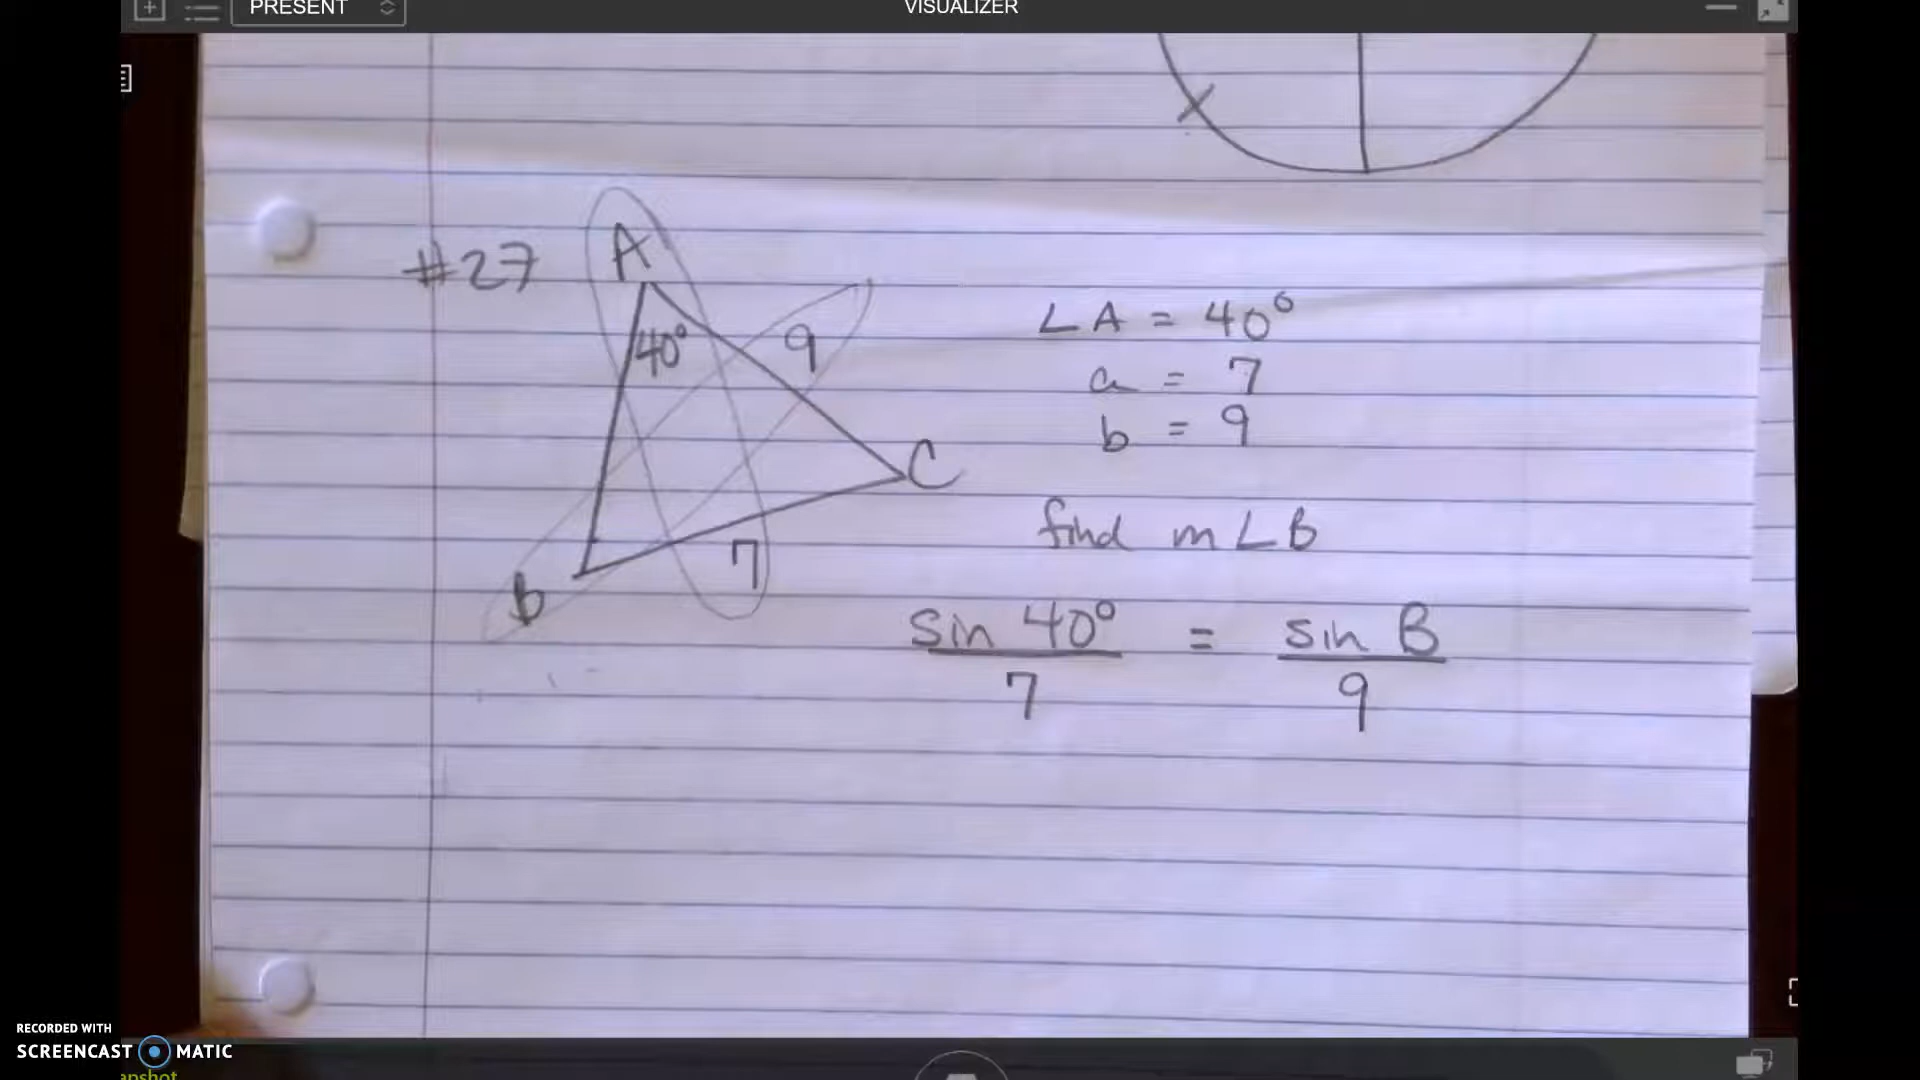 PRESENT
VISUALIZER
#27
A
40°
9
C
7
B
∠A = 40°
a = 7
b = 9
find m∠B
sin 40° = sin B
7 9
RECORDED WITH
SCREENCAST MATIC